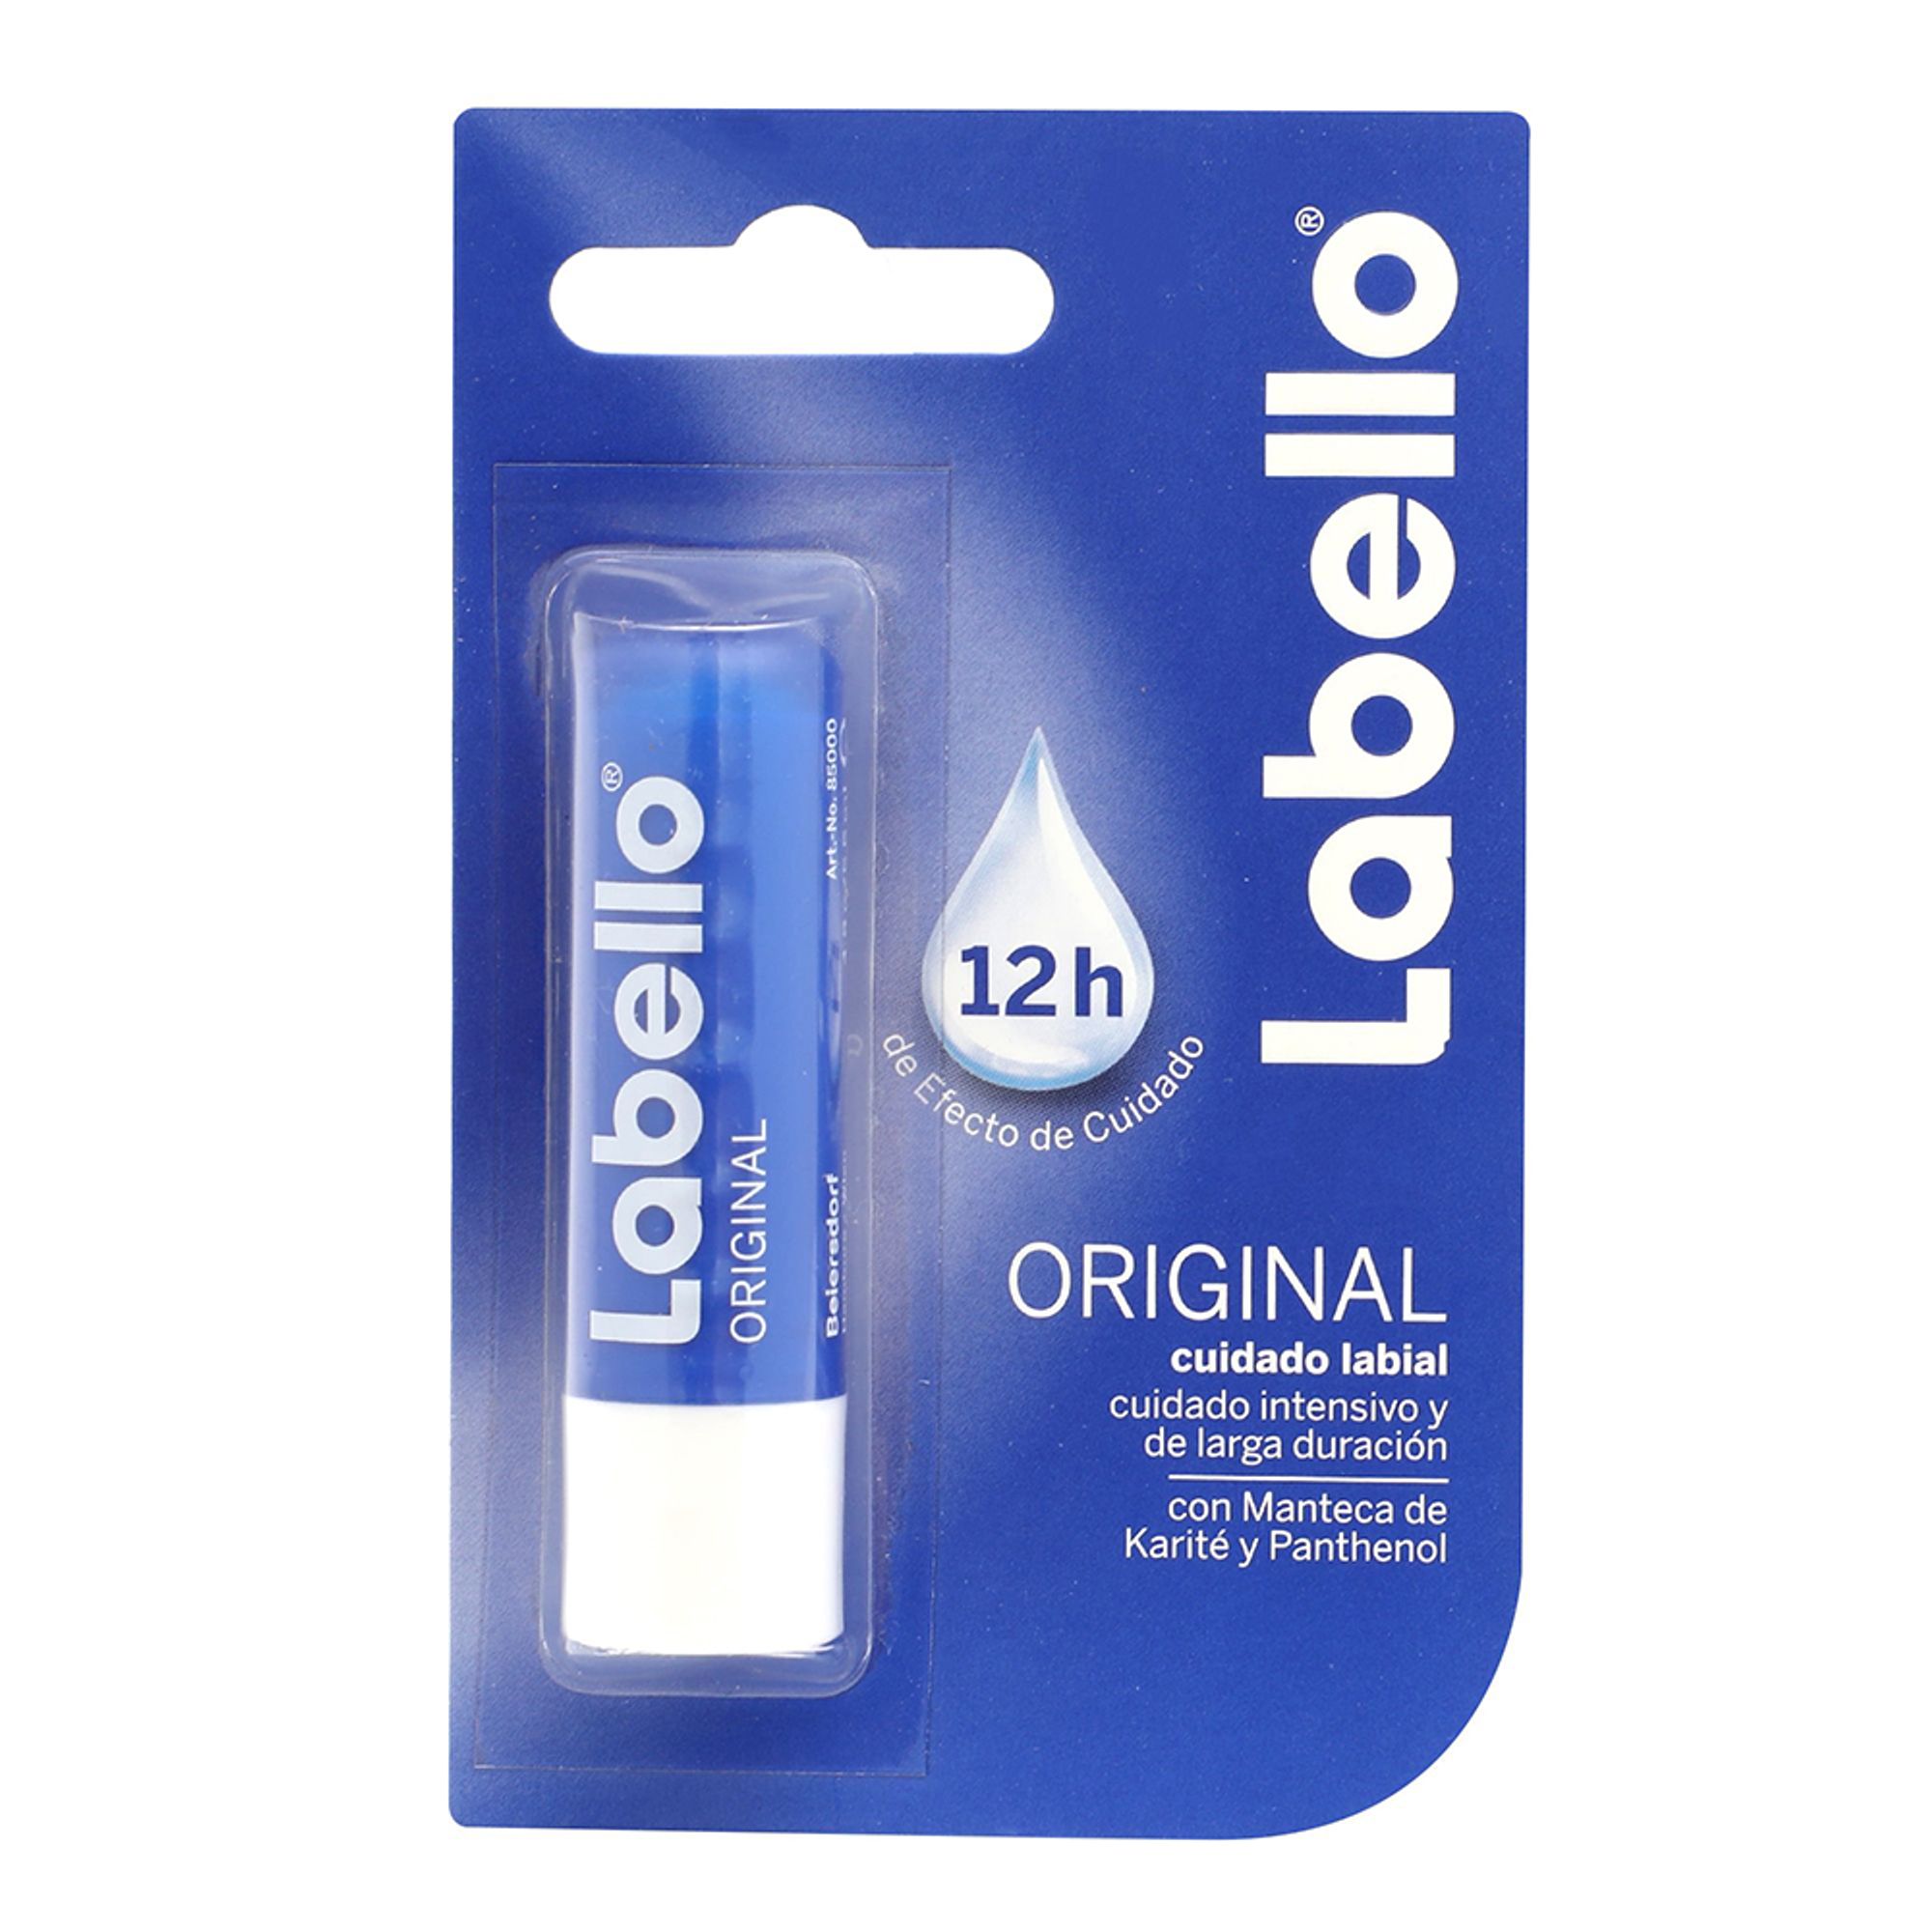 Labello®
12h
de Efecto de Cuidado
ORIGINAL
cuidado labial
cuidado intensivo y
de larga duración
con Manteca de
Karité y Panthenol
Labello®
ORIGINAL
Art.-No. 85000
Beiersdorf